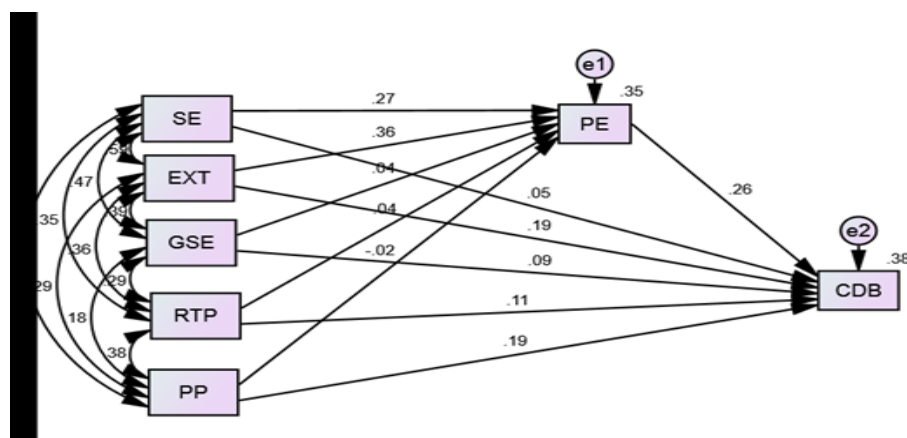 e1
.35
SE
.27
PE
.36
EXT
.04
.47
.05
.26
.39
.04
.19
e2
.35
.36
GSE
-.02
.09
.38
CDB
.29
.29
RTP
.11
.18
.38
.19
PP